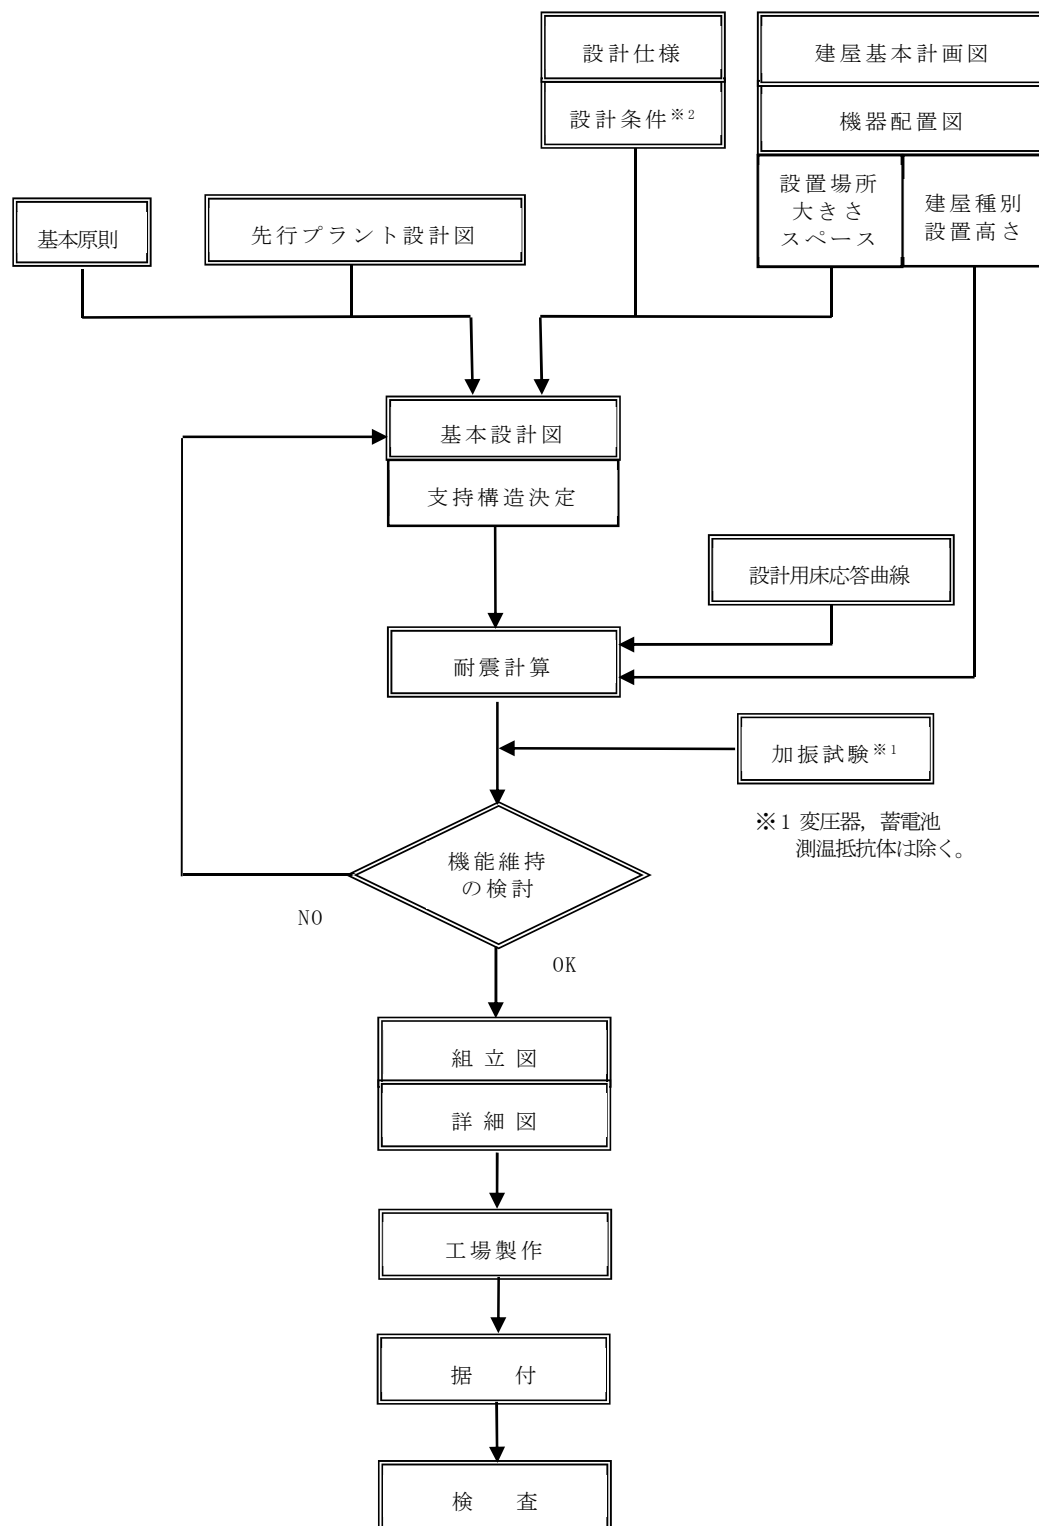 設計仕様
設計条件※2
建屋基本計画図
機器配置図
設置場所
大きさ
スペース
建屋種別
設置高さ
基本原則
先行プラント設計図
基本設計図
支持構造決定
設計用床応答曲線
耐震計算
加振試験※1
※1 変圧器，蓄電池
測温抵抗体は除く。
機能維持
の検討
NO
OK
組立図
詳細図
工場製作
据　付
検　査